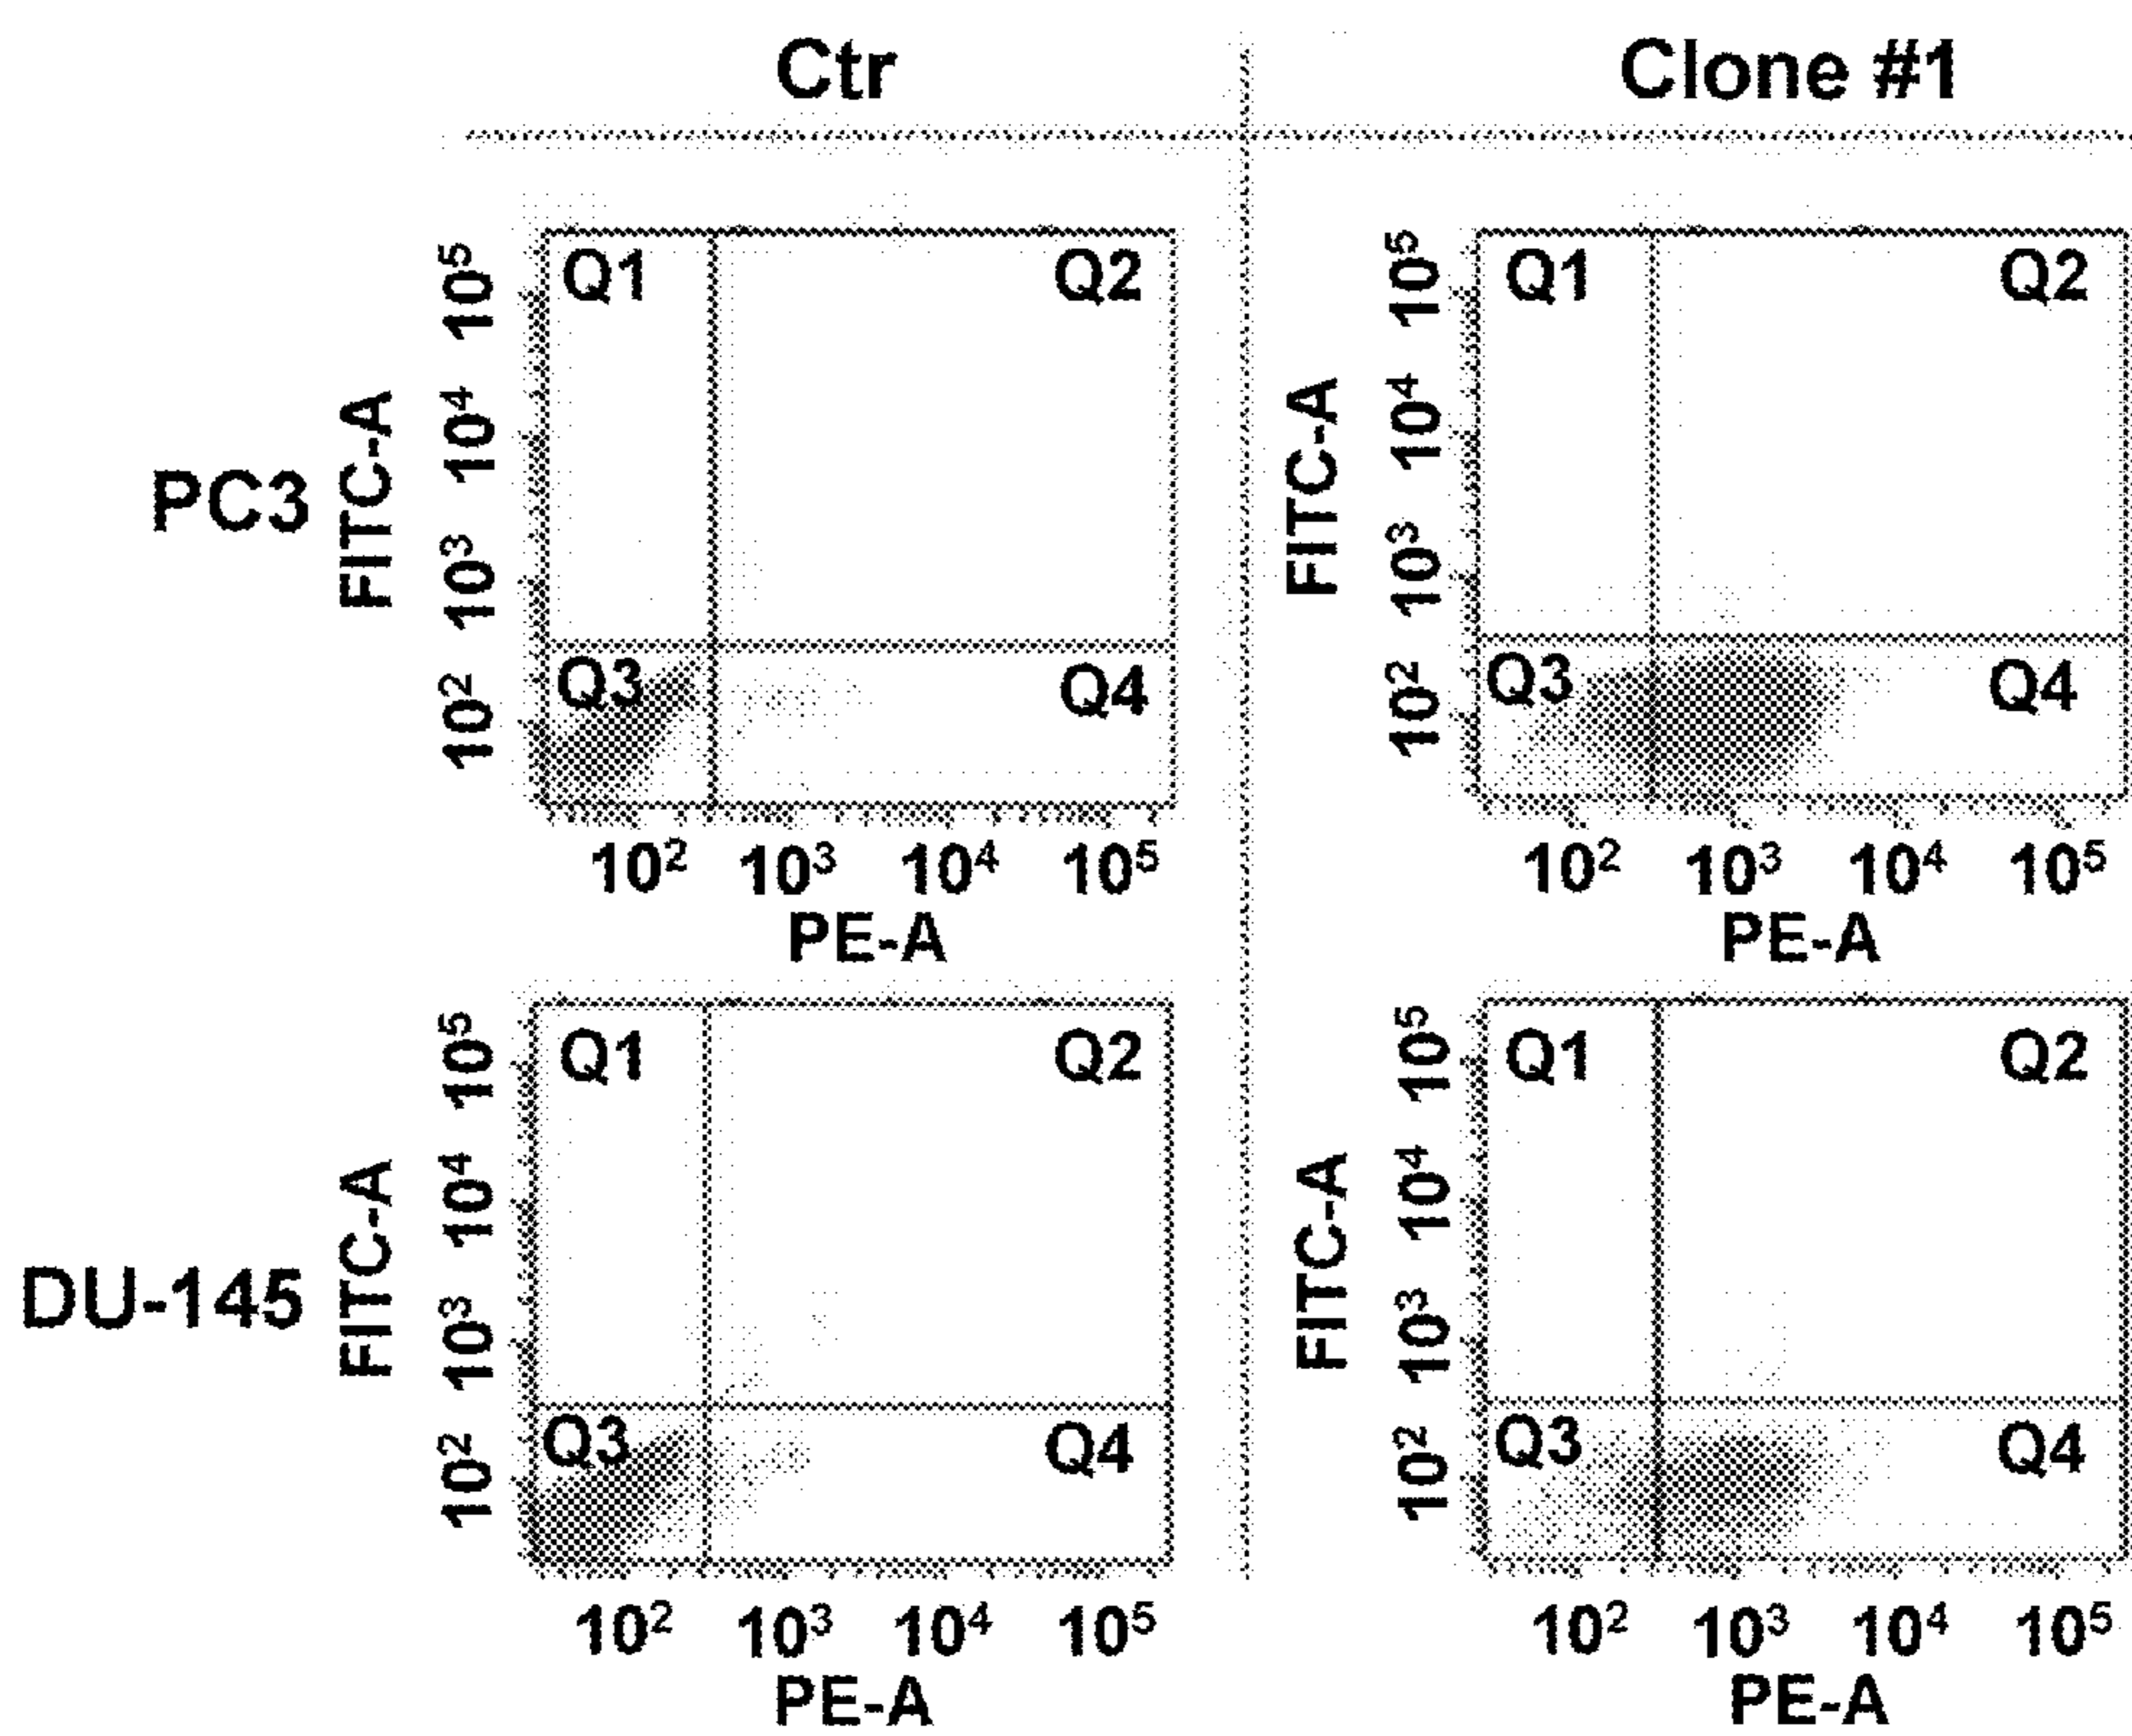 Ctr
Clone #1
PC3
FITC-A
10⁵
10⁴
10³
10²
Q1
Q2
Q3
Q4
10² 10³ 10⁴ 10⁵
PE-A
FITC-A
10⁵
10⁴
10³
10²
Q1
Q2
Q3
Q4
10² 10³ 10⁴ 10⁵
PE-A
DU-145
FITC-A
10⁵
10⁴
10³
10²
Q1
Q2
Q3
Q4
10² 10³ 10⁴ 10⁵
PE-A
FITC-A
10⁵
10⁴
10³
10²
Q1
Q2
Q3
Q4
10² 10³ 10⁴ 10⁵
PE-A